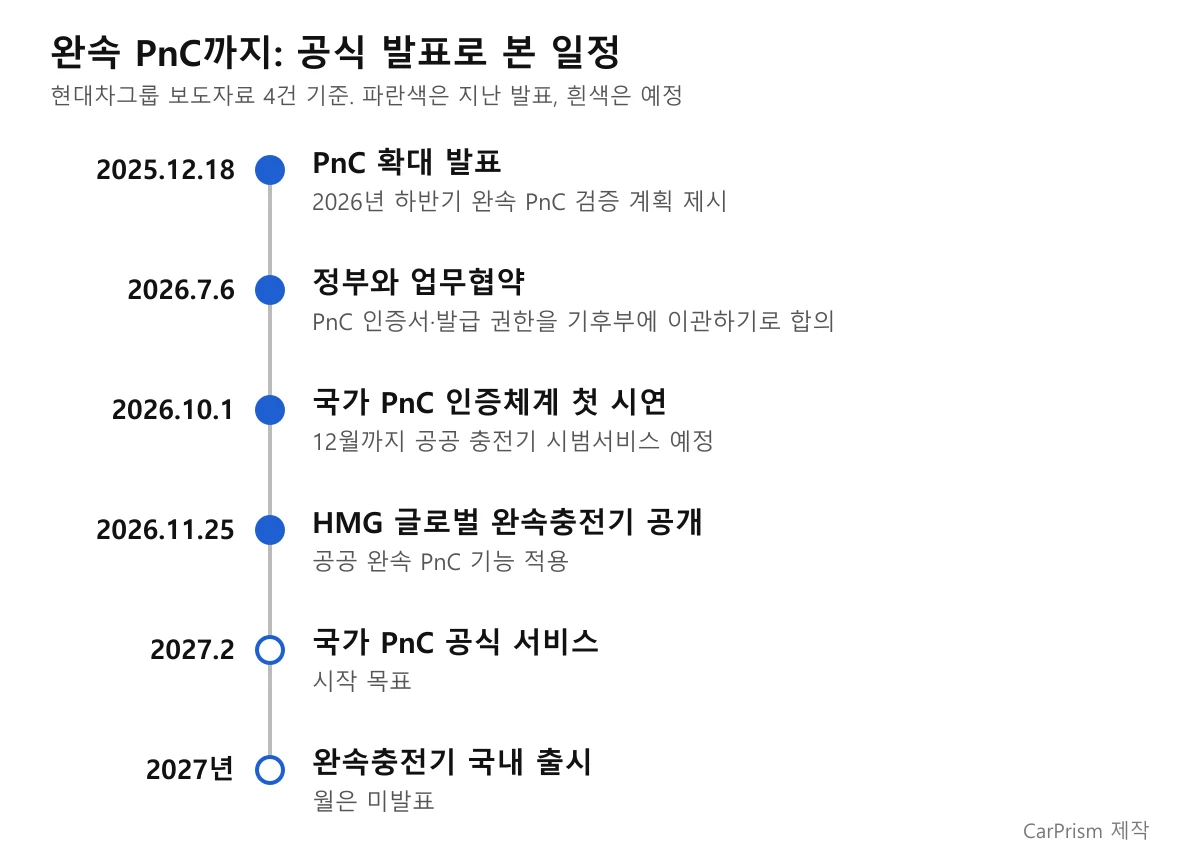 완속 PnC까지: 공식 발표로 본 일정
현대차그룹 보도자료 4건 기준. 파란색은 지난 발표, 흰색은 예정
2025.12.18
PnC 확대 발표
2026년 하반기 완속 PnC 검증 계획 제시
2026.7.6
정부와 업무협약
PnC 인증서·발급 권한을 기후부에 이관하기로 합의
2026.10.1
국가 PnC 인증체계 첫 시연
12월까지 공공 충전기 시범서비스 예정
2026.11.25
HMG 글로벌 완속충전기 공개
공공 완속 PnC 기능 적용
2027.2
국가 PnC 공식 서비스
시작 목표
2027년
완속충전기 국내 출시
월은 미발표
CarPrism 제작